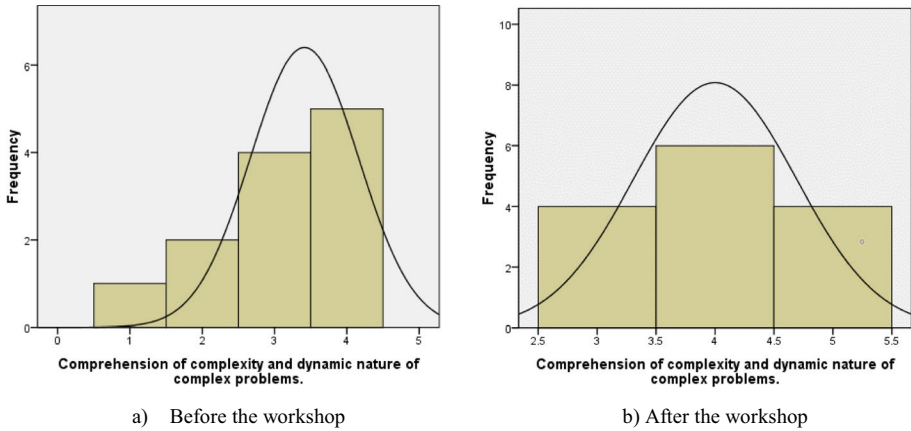 Frequency
6
4
2
0
0 1 2 3 4 5
Comprehension of complexity and dynamic nature of
complex problems.
a) Before the workshop
Frequency
10
8
6
4
2
0
2.5 3 3.5 4 4.5 5 5.5
Comprehension of complexity and dynamic nature of
complex problems.
b) After the workshop